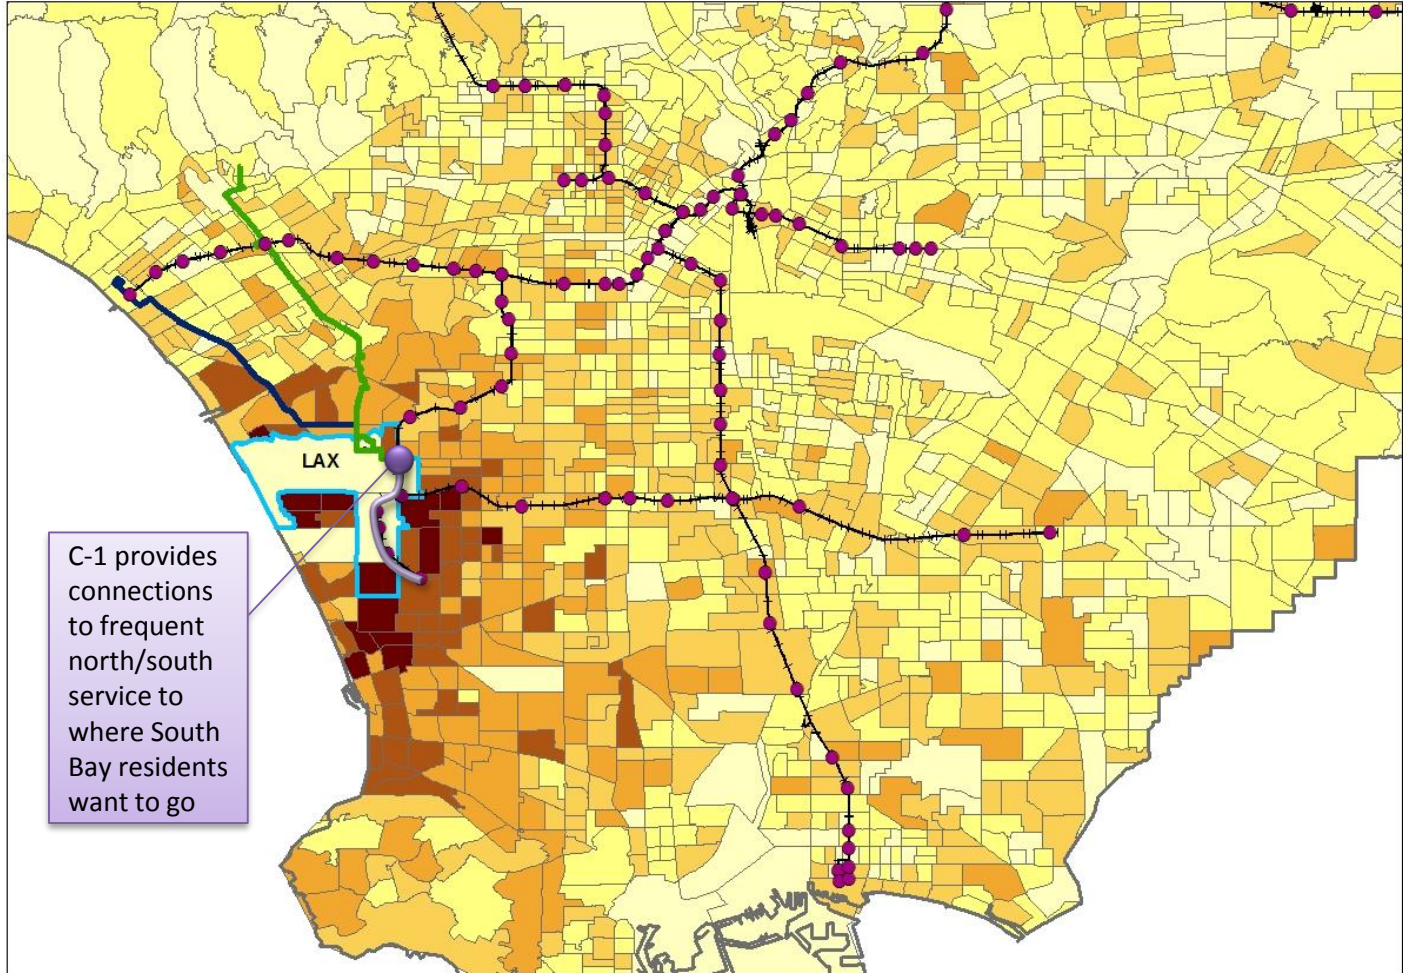 LAX
C-1 provides
connections
to frequent
north/south
service to
where South
Bay residents
want to go